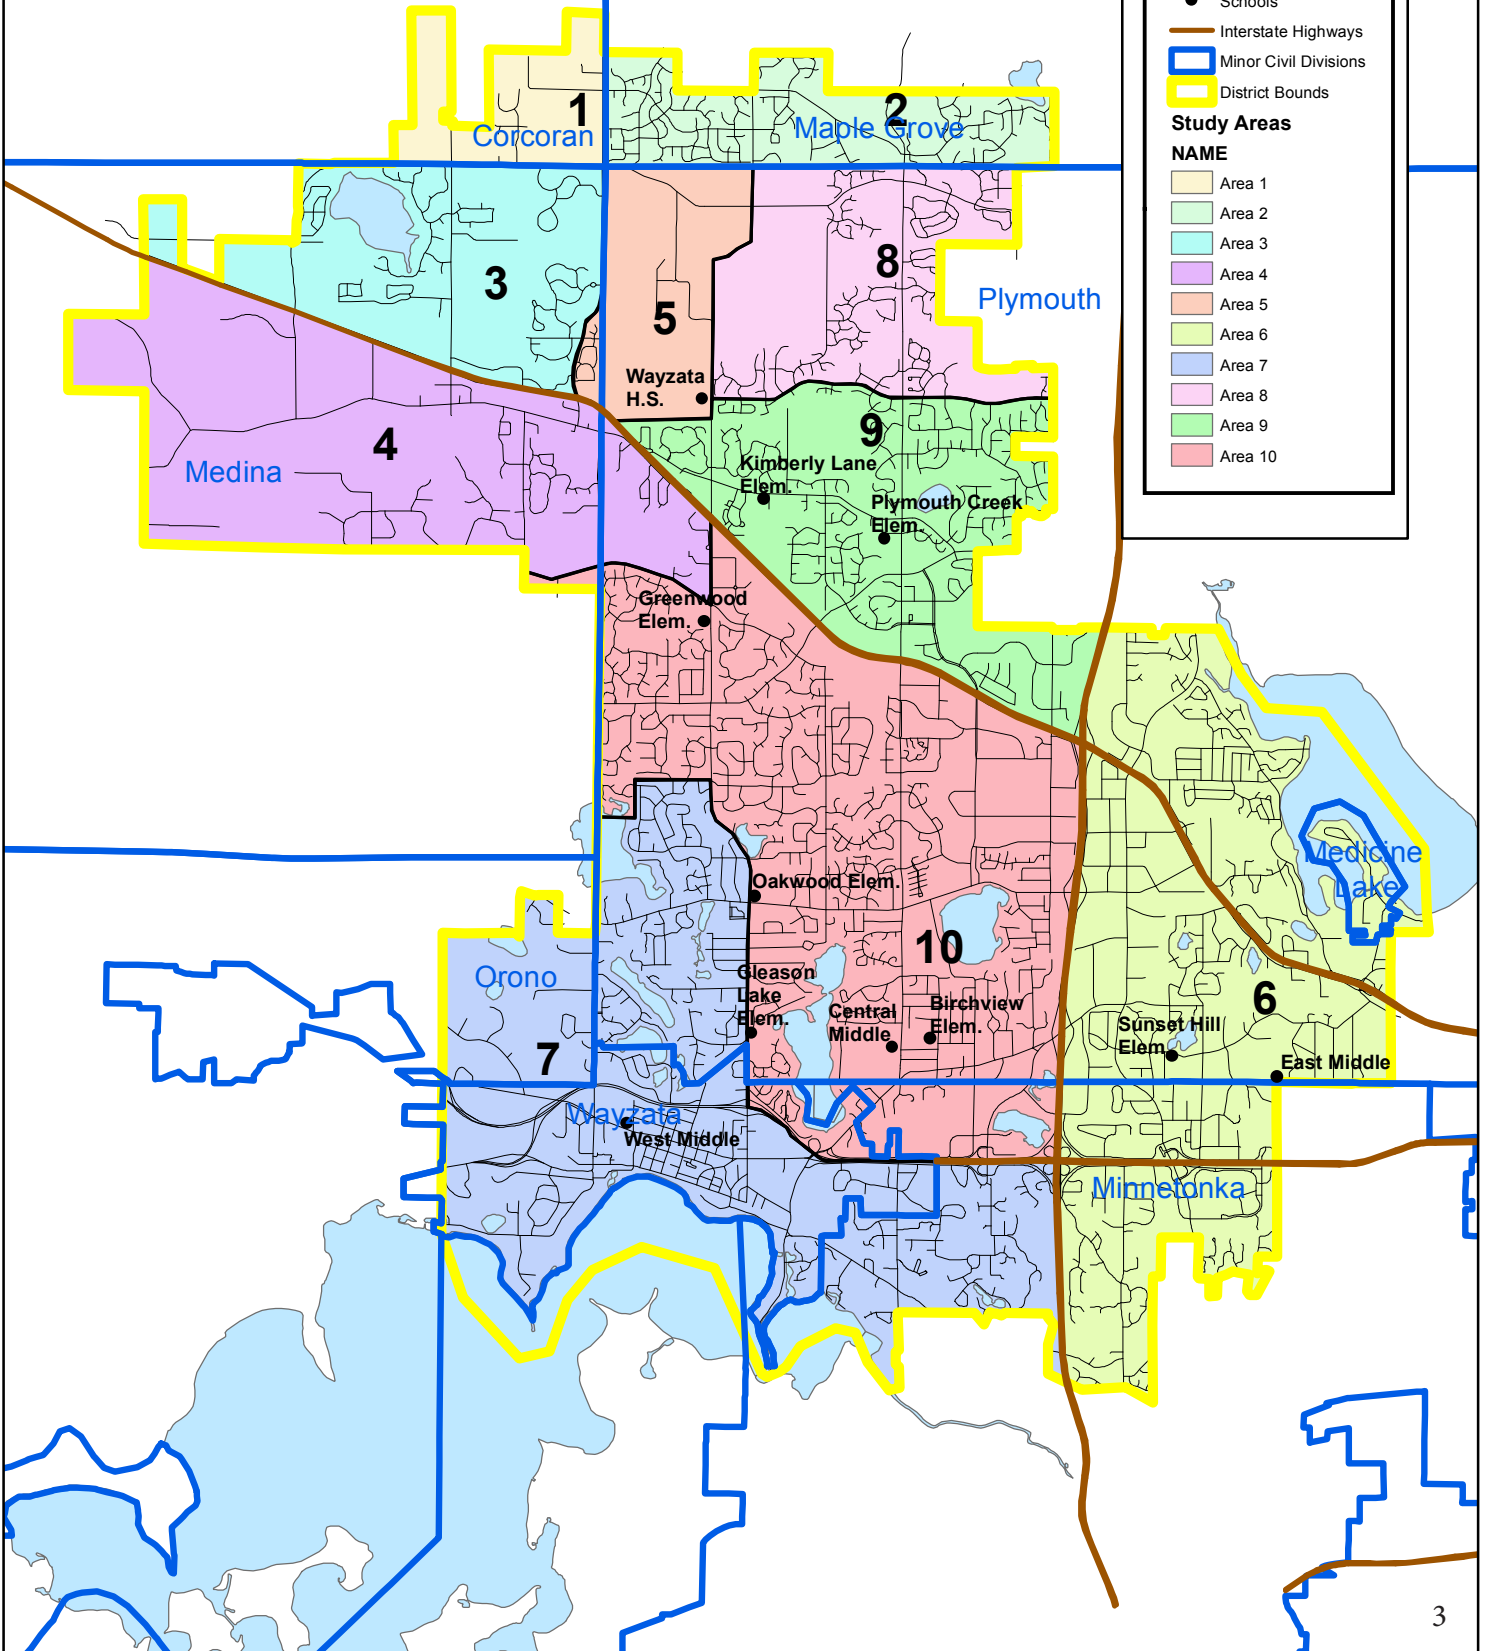 Schools
Interstate Highways
Minor Civil Divisions
District Bounds
Study Areas
NAME
Area 1
Area 2
Area 3
Area 4
Area 5
Area 6
Area 7
Area 8
Area 9
Area 10
1
Corcoran
2
Maple Grove
3
5
8
Plymouth
Wayzata
H.S.
4
Medina
9
Kimberly Lane
Elem.
Plymouth Creek
Elem.
Greenwood
Elem.
Medicine
Lake
Oakwood Elem.
10
Orono
Gleason
Lake
Elem.
Central
Middle
Birchview
Elem.
6
Sunset Hill
Elem.
East Middle
7
Wayzata
West Middle
Minnetonka
3